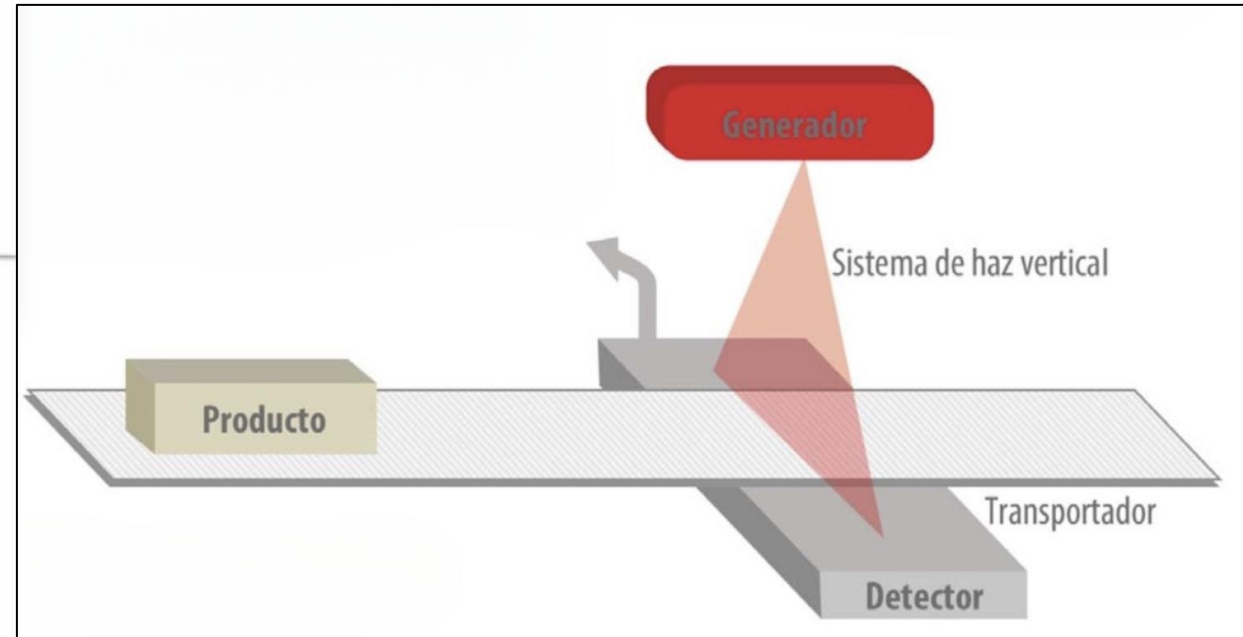 Generador
Sistema de haz vertical
Producto
Transportador
Detector